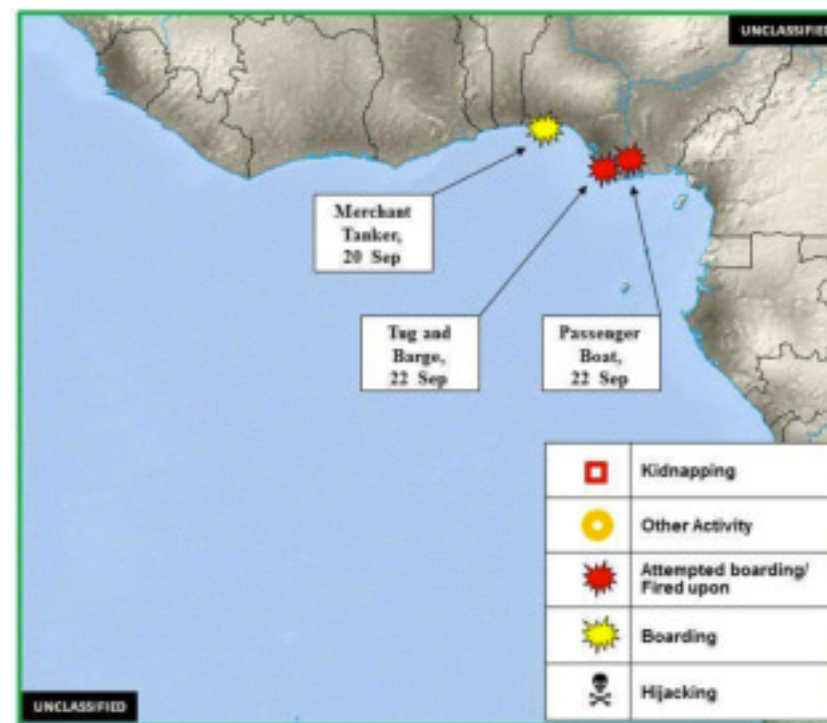 UNCLASSIFIED
Merchant
Tanker,
20 Sep
Tug and
Barge,
22 Sep
Passenger
Boat,
22 Sep
Kidnapping
Other Activity
Attempted boarding/
Fired upon
Boarding
Hijacking
UNCLASSIFIED